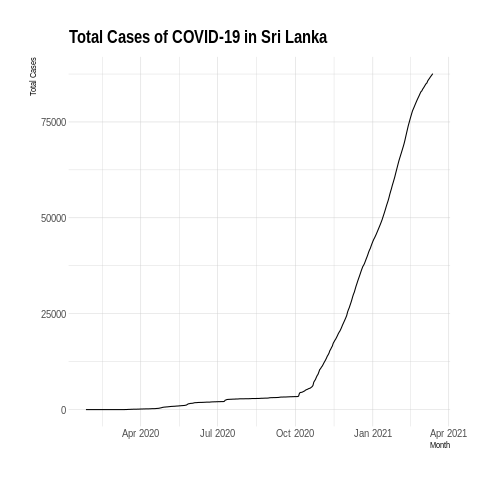 Total Cases of COVID-19 in Sri Lanka
Total Cases
75000
50000
25000
0
Apr 2020 Jul 2020 Oct 2020 Jan 2021 Apr 2021
Month